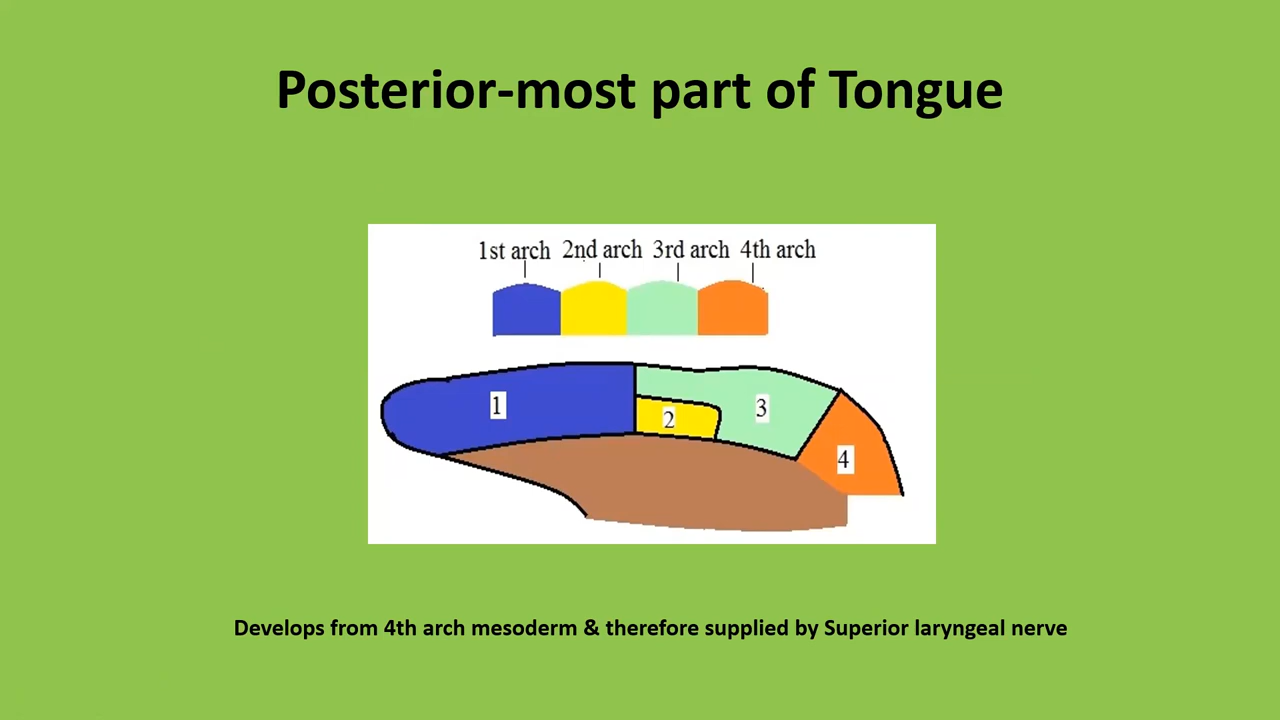 Posterior-most part of Tongue
1st arch 2nd arch 3rd arch 4th arch
1
2
3
4
Develops from 4th arch mesoderm & therefore supplied by Superior laryngeal nerve